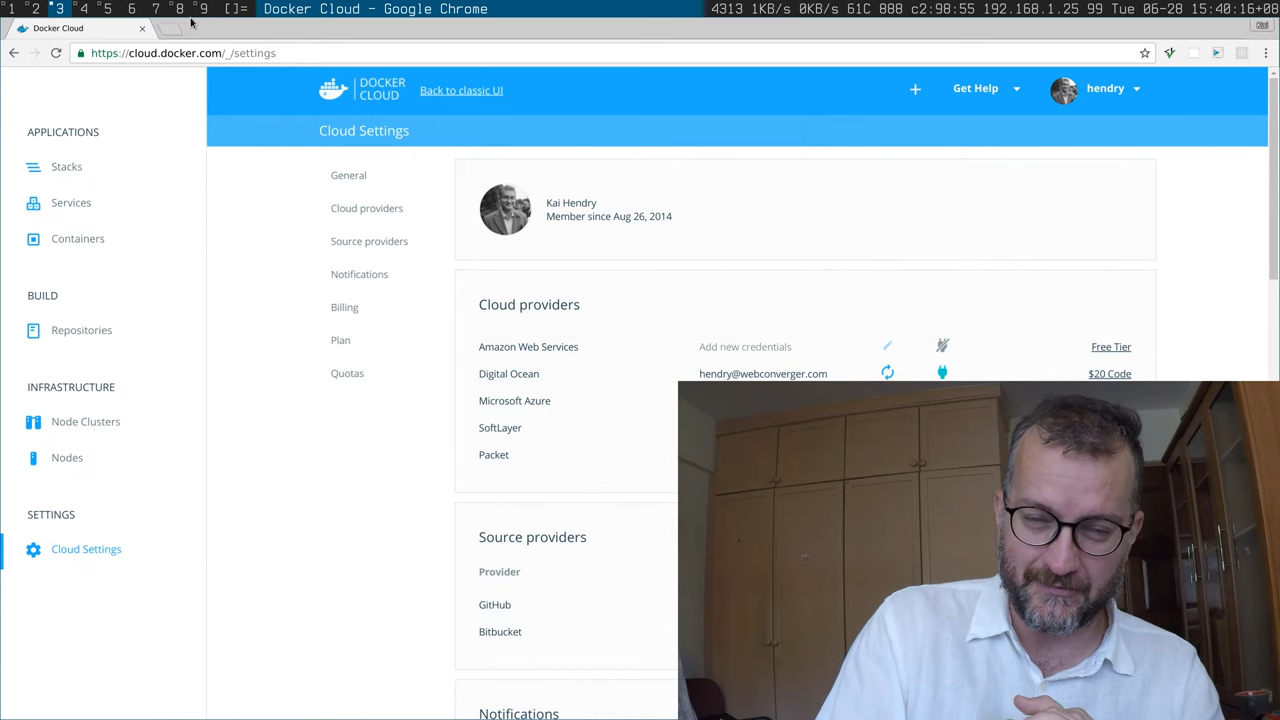 1 2 3 4 5 6 7 8 9 []= Docker Cloud - Google Chrome 4313 1KB/s 0KB/s 61C c2:98:55 192.168.1.25 99 Tue 06-28 15:40:16+08
Docker Cloud
Kai
https://cloud.docker.com/_/settings
DOCKER
CLOUD
Back to classic UI
Get Help
hendry
Cloud Settings
APPLICATIONS
Stacks
Services
Containers
BUILD
Repositories
INFRASTRUCTURE
Node Clusters
Nodes
SETTINGS
Cloud Settings
General
Cloud providers
Source providers
Notifications
Billing
Plan
Quotas
Kai Hendry
Member since Aug 26, 2014
Cloud providers
Amazon Web Services Add new credentials Free Tier
Digital Ocean hendry@webconverger.com $20 Code
Microsoft Azure
SoftLayer
Packet
Source providers
Provider
GitHub
Bitbucket
Notifications